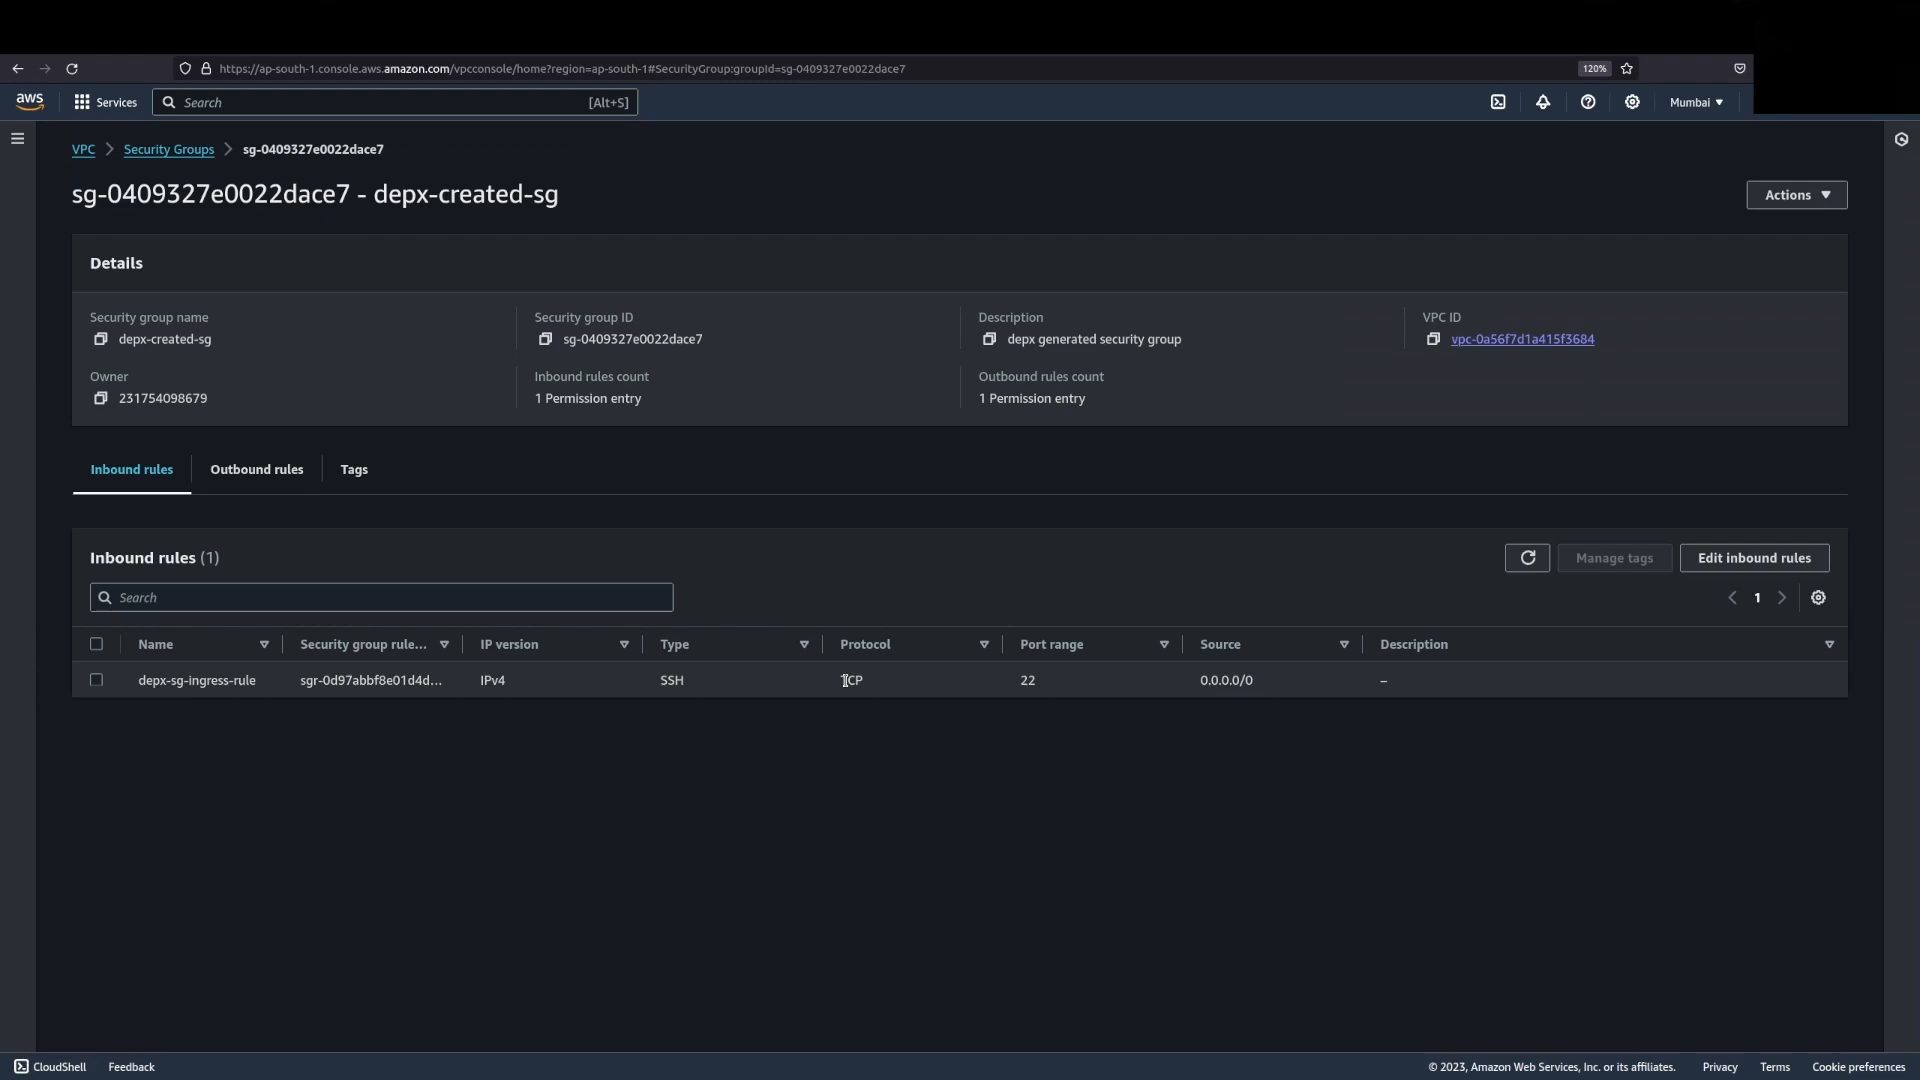 https://ap-south-1.console.aws.amazon.com/vpcconsole/home?region=ap-south-1#SecurityGroup:groupId=sg-0409327e0022dace7
120%
aws Services Search [Alt+S] Mumbai
VPC Security Groups sg-0409327e0022dace7
sg-0409327e0022dace7 - depx-created-sg
Actions
Details
Security group name Security group ID Description VPC ID
depx-created-sg sg-0409327e0022dace7 depx generated security group vpc-0a56f7d1a415f3684
Owner Inbound rules count Outbound rules count
231754098679 1 Permission entry 1 Permission entry
Inbound rules Outbound rules Tags
Inbound rules (1) Manage tags Edit inbound rules
Search 1
Name Security group rule... IP version Type Protocol Port range Source Description
depx-sg-ingress-rule sgr-0d97abbf8e01d4d... IPv4 SSH TCP 22 0.0.0.0/0 –
CloudShell Feedback © 2023, Amazon Web Services, Inc. or its affiliates. Privacy Terms Cookie preferences